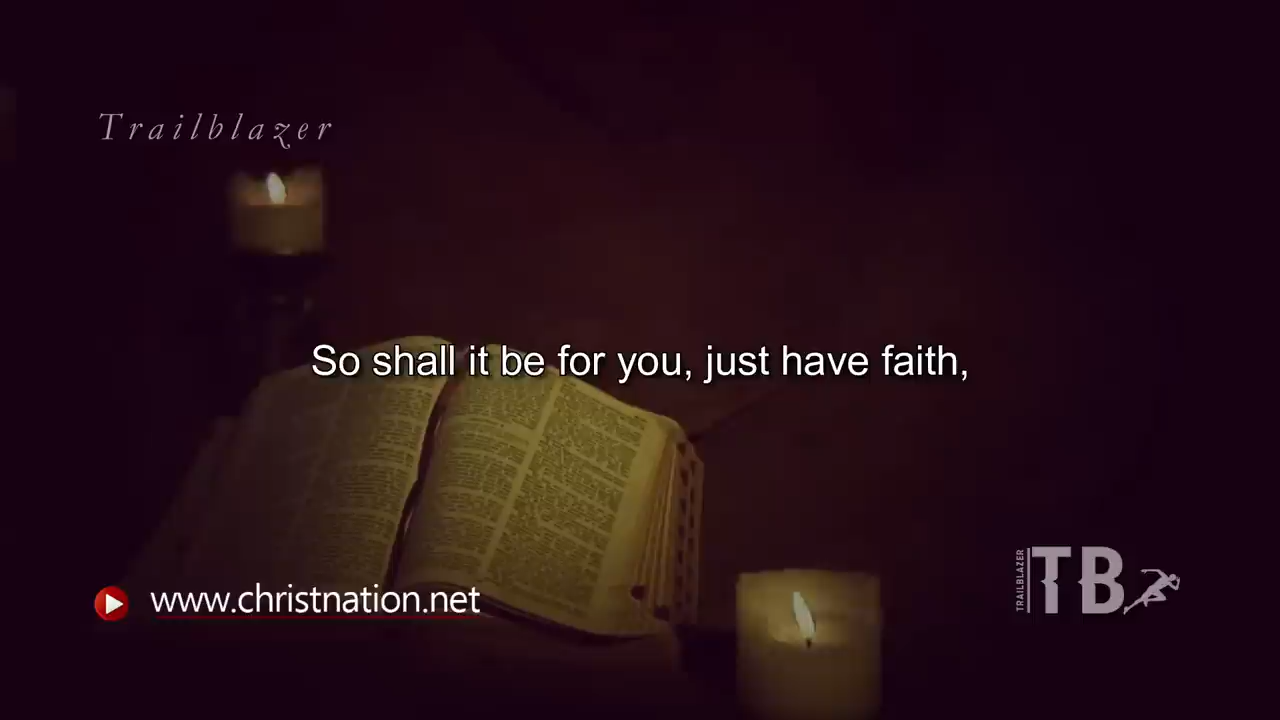 Trailblazer
So shall it be for you, just have faith,
www.christnation.net
TRAILBLAZER
TB